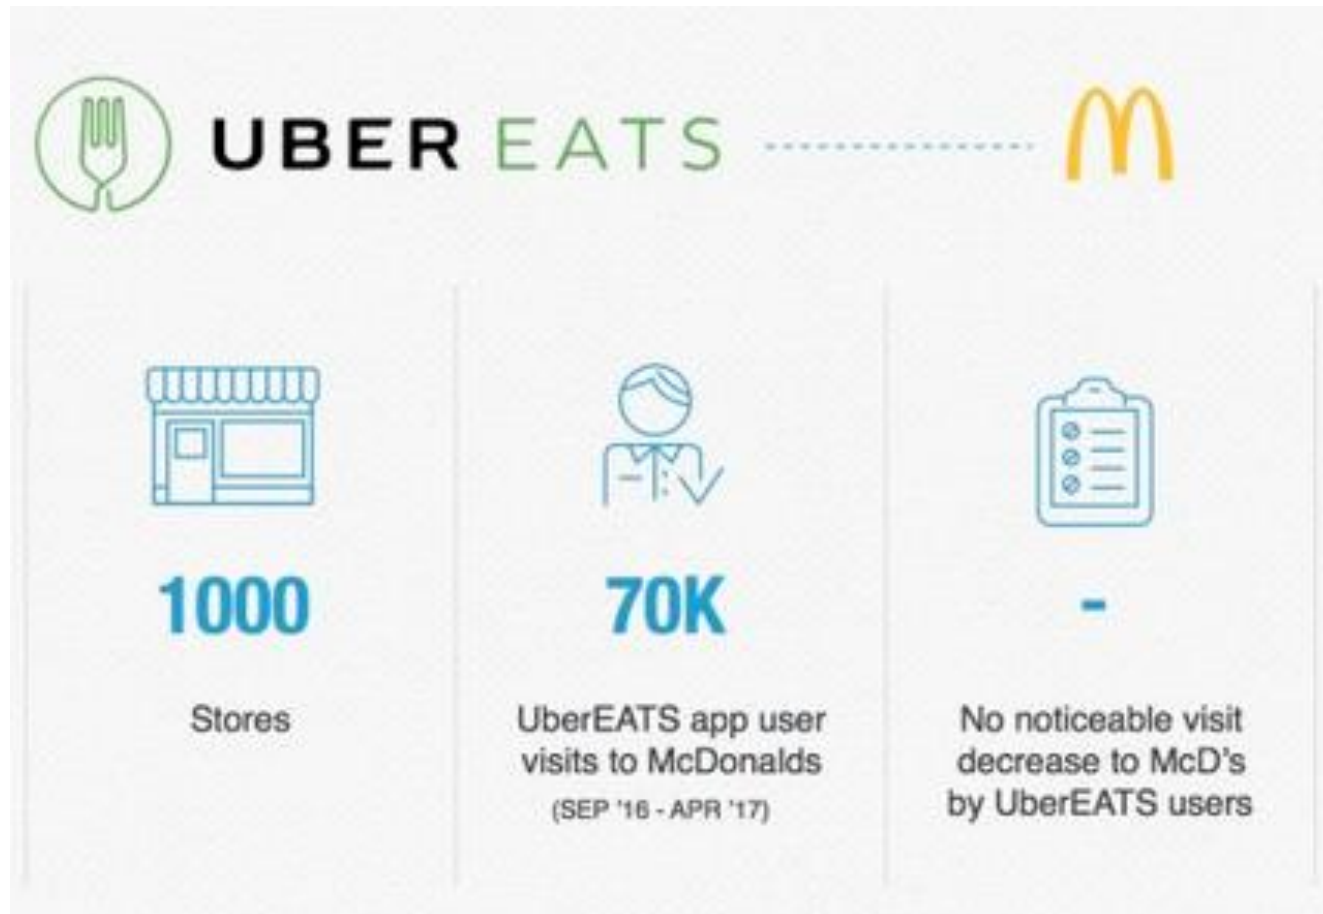 UBER EATS
1000
Stores
70K
UberEATS app user
visits to McDonalds
(SEP '16 - APR '17)
-
No noticeable visit
decrease to McD's
by UberEATS users